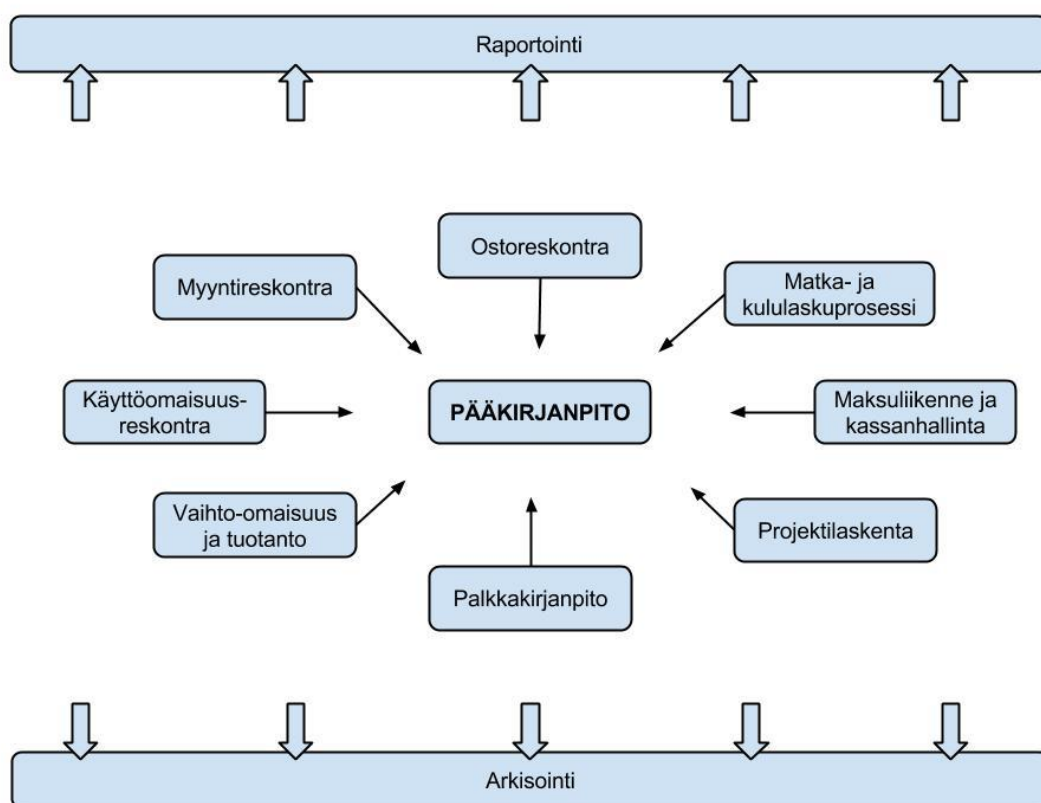 Raportointi
Ostoreskontra
Myyntireskontra
Matka- ja
kululaskuprosessi
Käyttöomaisuus-
reskontra
PÄÄKIRJANPITO
Maksuliikenne ja
kassanhallinta
Vaihto-omaisuus
ja tuotanto
Projektilaskenta
Palkkakirjanpito
Arkisointi